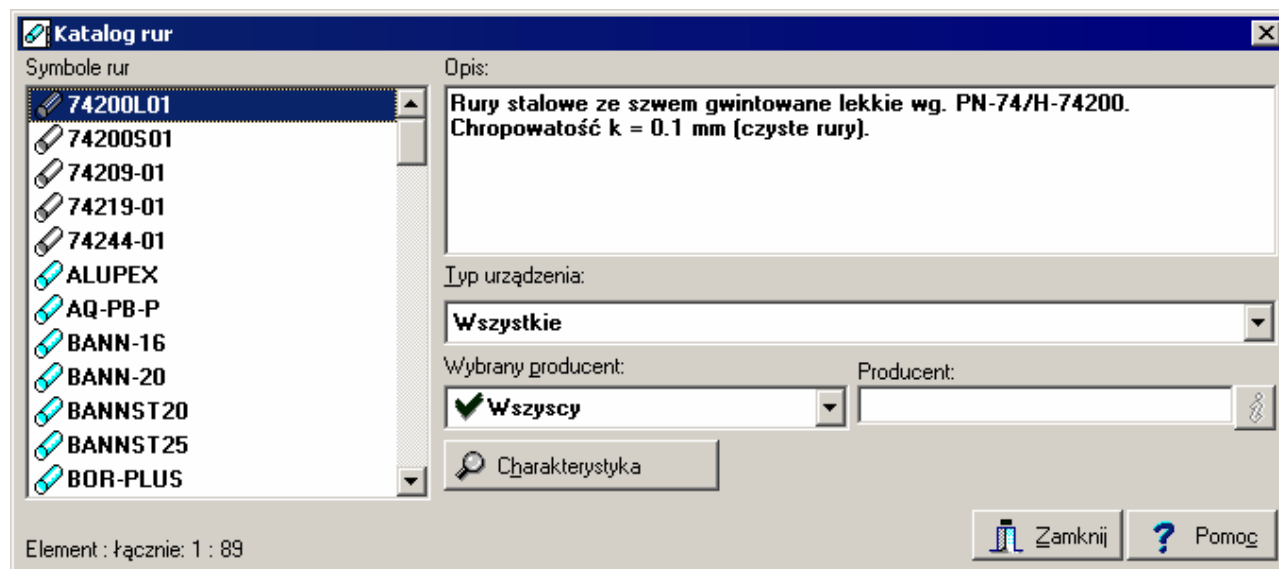 Katalog rur
Symbole rur
74200L01
74200S01
74209-01
74219-01
74244-01
ALUPEX
AQ-PB-P
BANN-16
BANN-20
BANNST20
BANNST25
BOR-PLUS
Element : łącznie: 1 : 89
Opis:
Rury stalowe ze szwem gwintowane lekkie wg. PN-74/H-74200.
Chropowatość k = 0.1 mm (czyste rury).
Typ urządzenia:
Wszystkie
Wybrany producent:
Wszyscy
Producent:
Charakterystyka
Zamknij
Pomoc